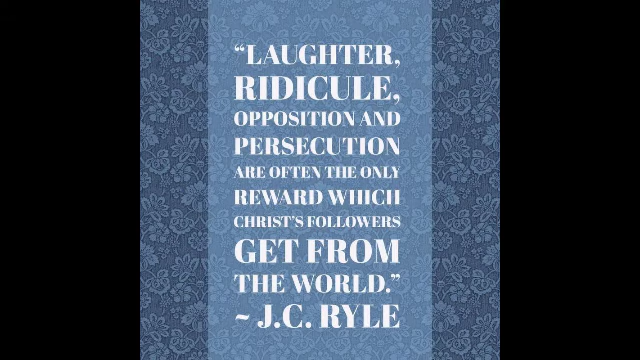 “LAUGHTER,
RIDICULE,
OPPOSITION AND
PERSECUTION
ARE OFTEN THE ONLY
REWARD WHICH
CHRIST’S FOLLOWERS
GET FROM
THE WORLD.”
~ J.C. RYLE